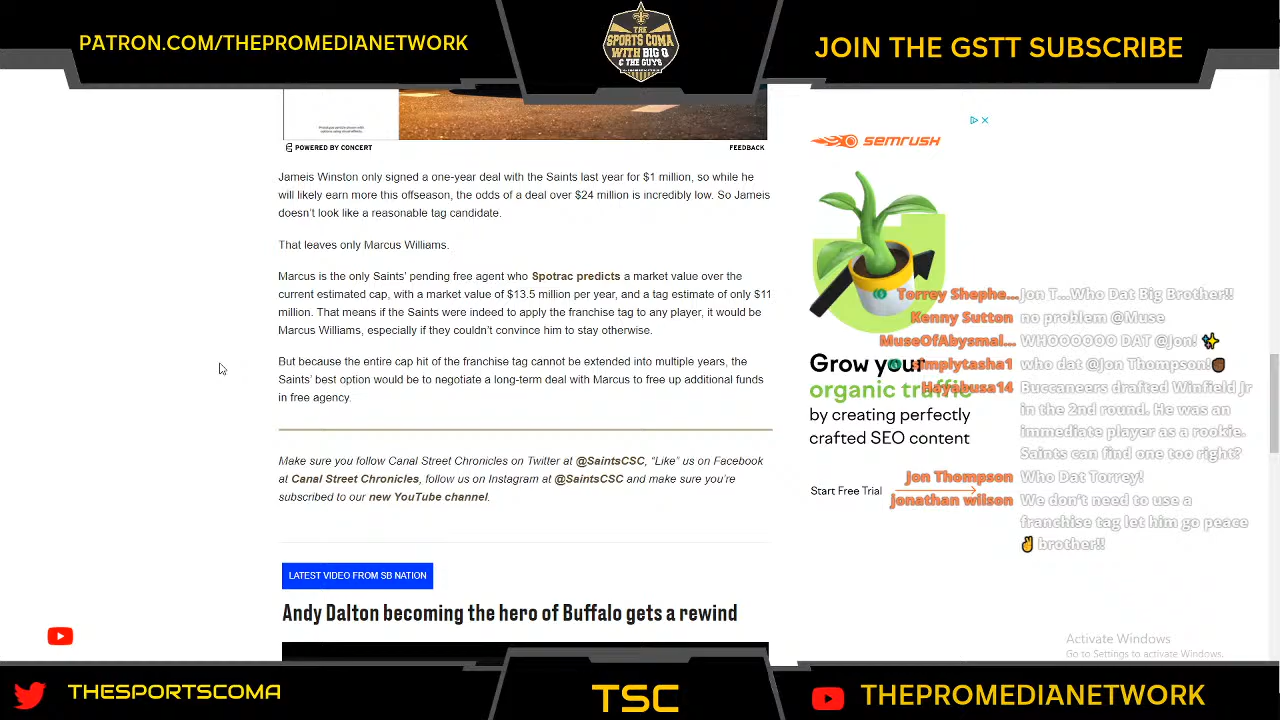 PATRON.COM/THEPROMEDIANETWORK
THE
SPORTS COMA
WITH BIG Q
& THE GUYS
JOIN THE GSTT SUBSCRIBE
POWERED BY CONCERT
FEEDBACK
Jameis Winston only signed a one-year deal with the Saints last year for $1 million, so while he
will likely earn more this offseason, the odds of a deal over $24 million is incredibly low. So Jameis
doesn't look like a reasonable tag candidate.
That leaves only Marcus Williams.
Marcus is the only Saints' pending free agent who Spotrac predicts a market value over the
current estimated cap, with a market value of $13.5 million per year, and a tag estimate of only $11
million. That means if the Saints were indeed to apply the franchise tag to any player, it would be
Marcus Williams, especially if they couldn't convince him to stay otherwise.
But because the entire cap hit of the franchise tag cannot be extended into multiple years, the
Saints' best option would be to negotiate a long-term deal with Marcus to free up additional funds
in free agency.
Make sure you follow Canal Street Chronicles on Twitter at @SaintsCSC, "Like" us on Facebook
at Canal Street Chronicles, follow us on Instagram at @SaintsCSC and make sure you're
subscribed to our new YouTube channel.
LATEST VIDEO FROM SB NATION
Andy Dalton becoming the hero of Buffalo gets a rewind
semrush
Grow your
organic traffic
by creating perfectly
crafted SEO content
Start Free Trial
Torrey Shephe... Jon T...Who Dat Big Brother!!
Kenny Sutton no problem @Muse
MuseOfAbysmal... WHOOOOOO DAT @Jon! ✨
simplytasha1 who dat @Jon Thompson!✊🏿
Hayabusa14 Buccaneers drafted Winfield Jr
in the 2nd round. He was an
immediate player as a rookie.
Saints can find one too right?
Jon Thompson Who Dat Torrey!
Jonathan wilson We don't need to use a
franchise tag let him go peace
✌ brother!!
Activate Windows
Go to Settings to activate Windows.
THESPORTSCOMA
TSC
THEPROMEDIANETWORK